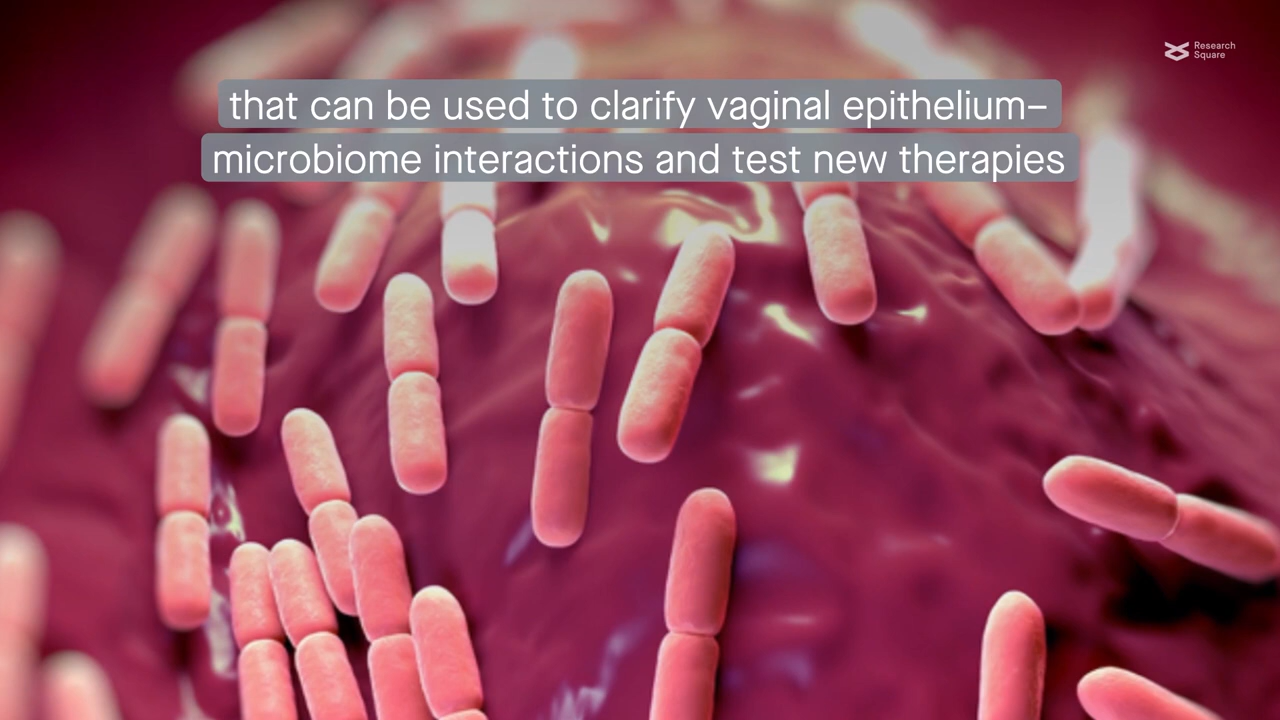 Research
Square
that can be used to clarify vaginal epithelium–
microbiome interactions and test new therapies